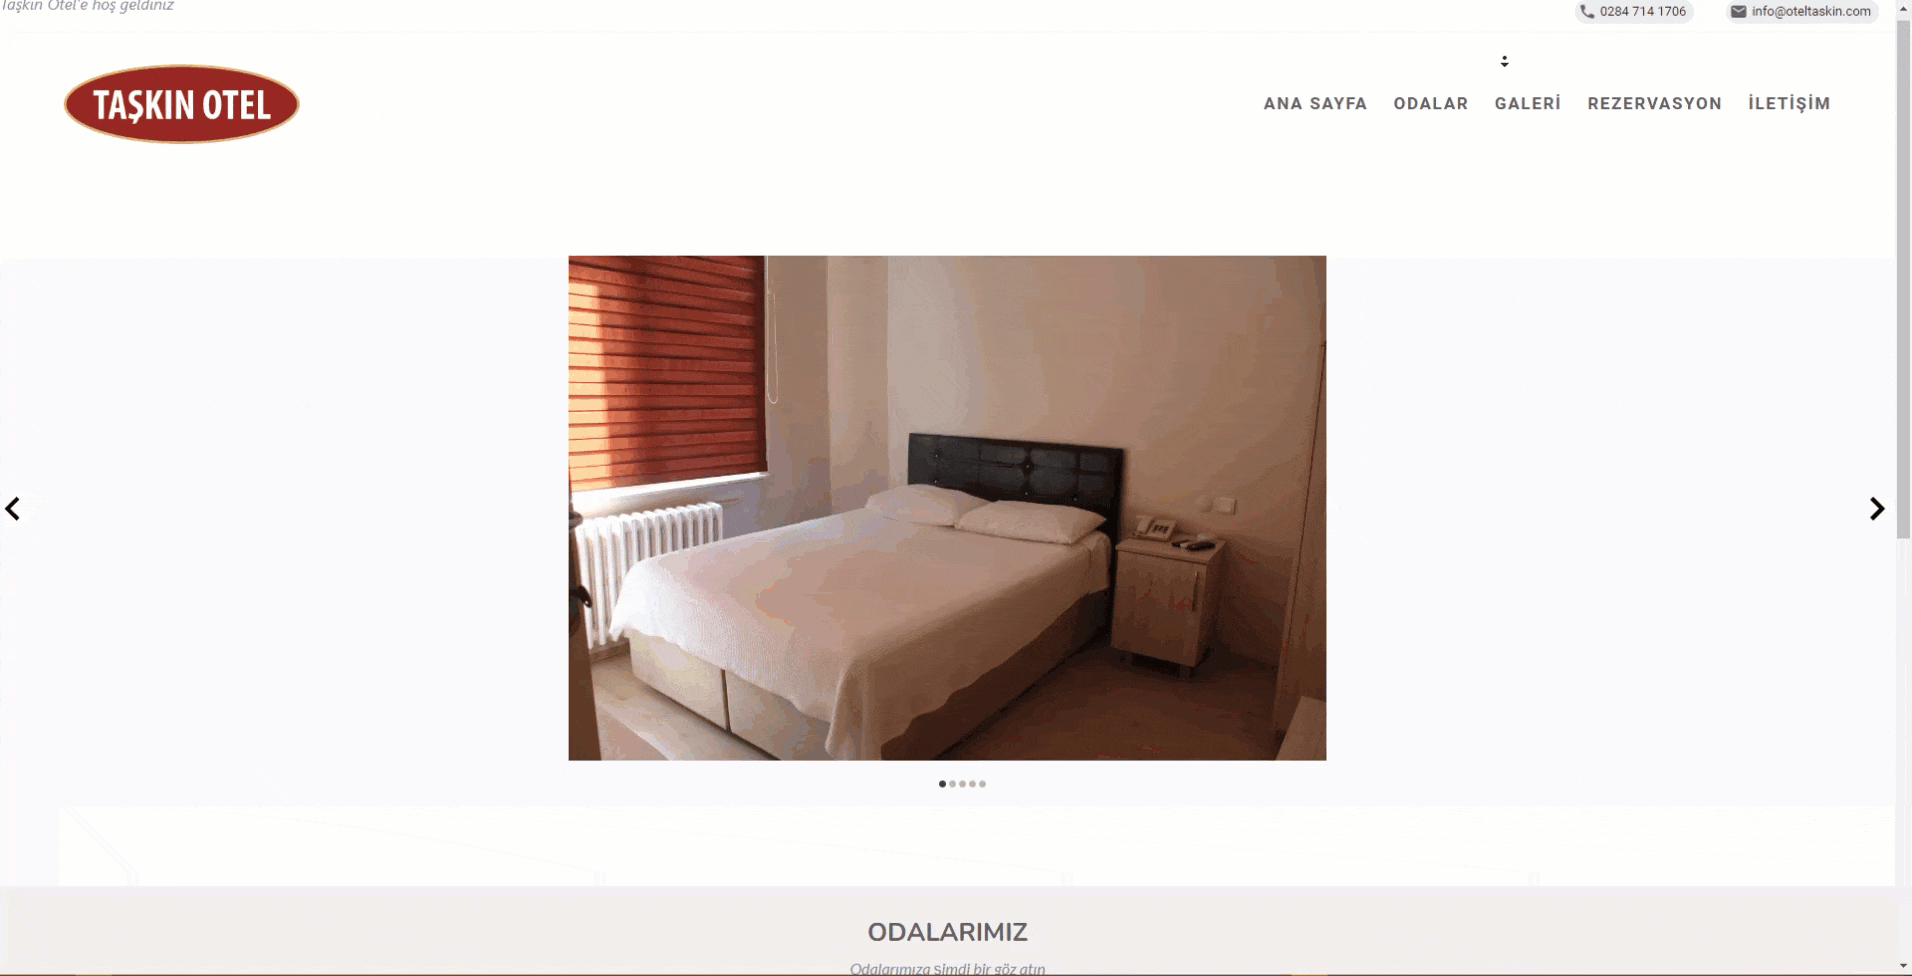 Taşkın Otel'e hoş geldiniz
0284 714 1706
info@oteltaskin.com
TAŞKIN OTEL
ANA SAYFA
ODALAR
GALERİ
REZERVASYON
İLETİŞİM
ODALARIMIZ
Odalarımıza şimdi bir göz atın